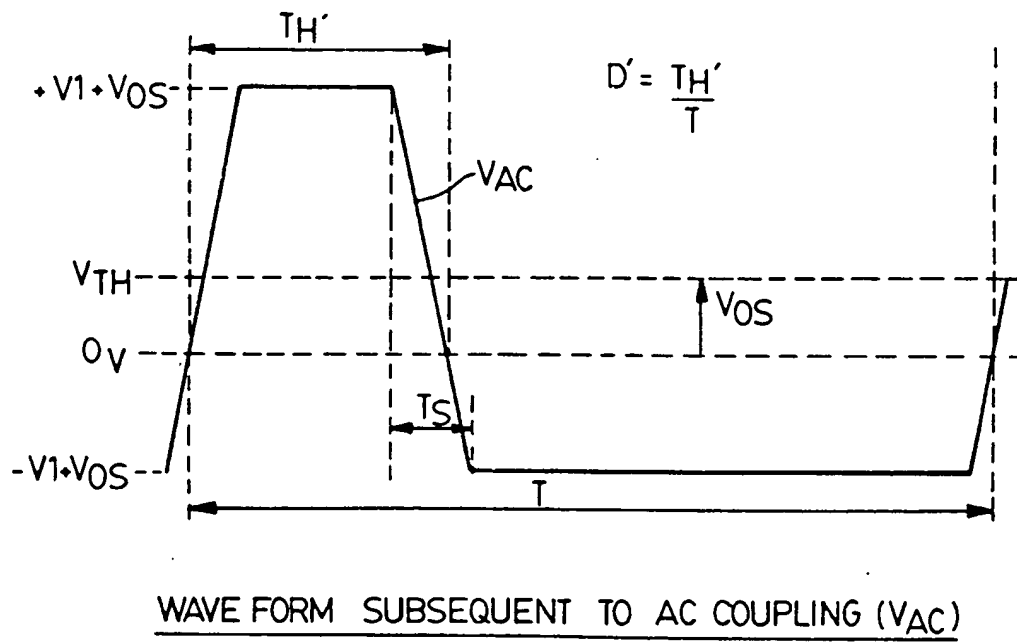 TH'
+V1+VOS
D' = TH'/T
VAC
VTH
VOS
0V
TS
-V1+VOS
T
WAVE FORM SUBSEQUENT TO AC COUPLING (VAC)